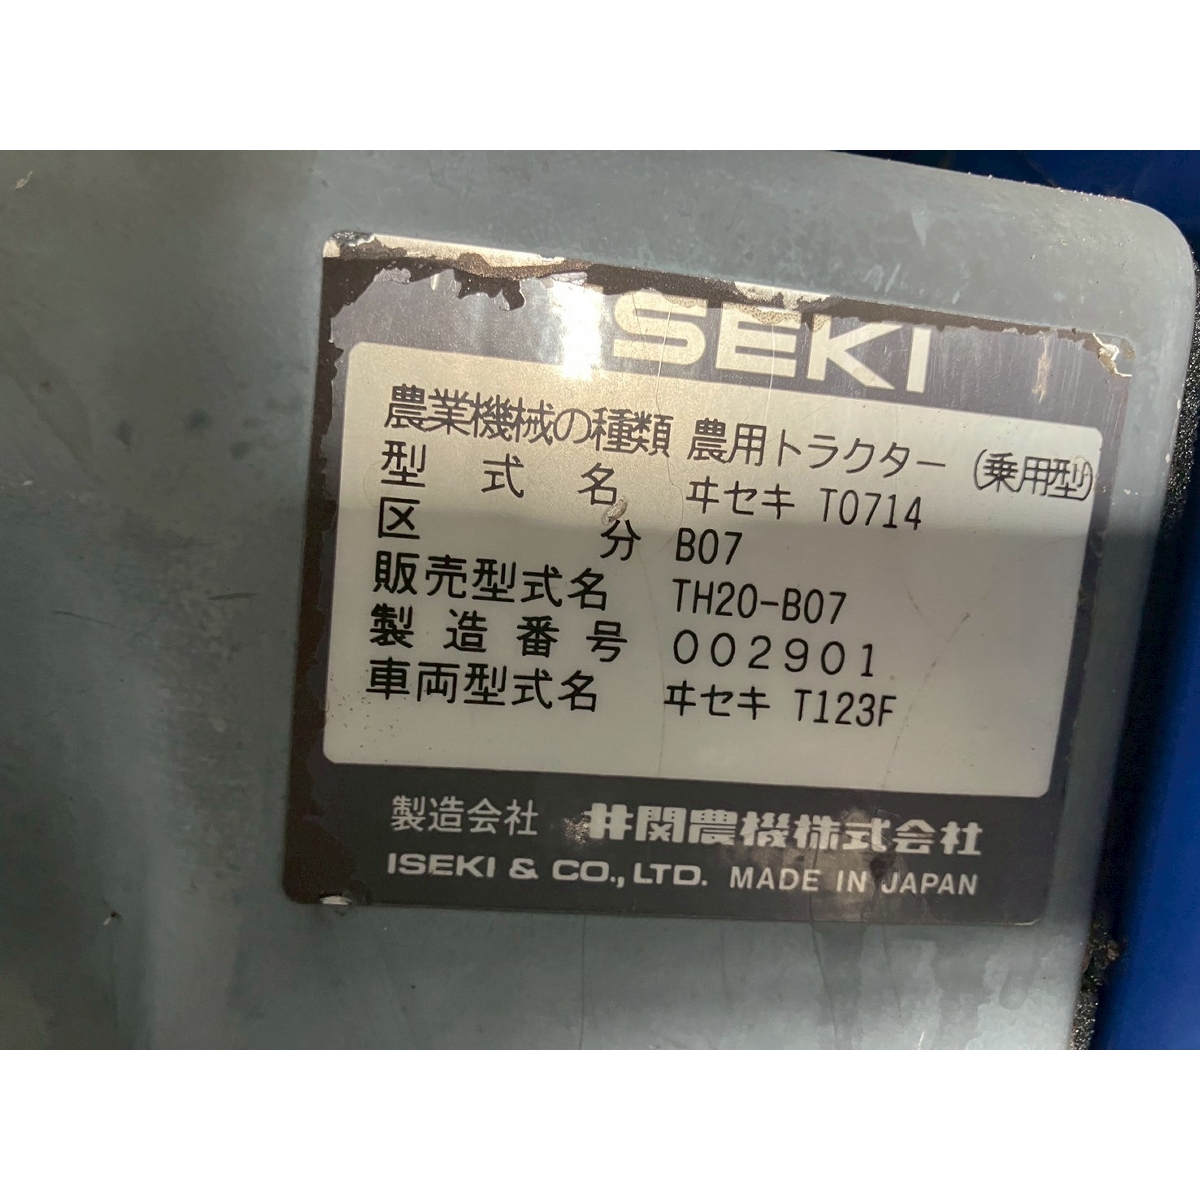 ISEKI
農業機械の種類 農用トラクター (乗用型)
型式名 ヰセキ T0714
区分 B07
販売型式名 TH20-B07
製造番号 002901
車両型式名 ヰセキ T123F
製造会社 井関農機株式会社
ISEKI & CO., LTD. MADE IN JAPAN